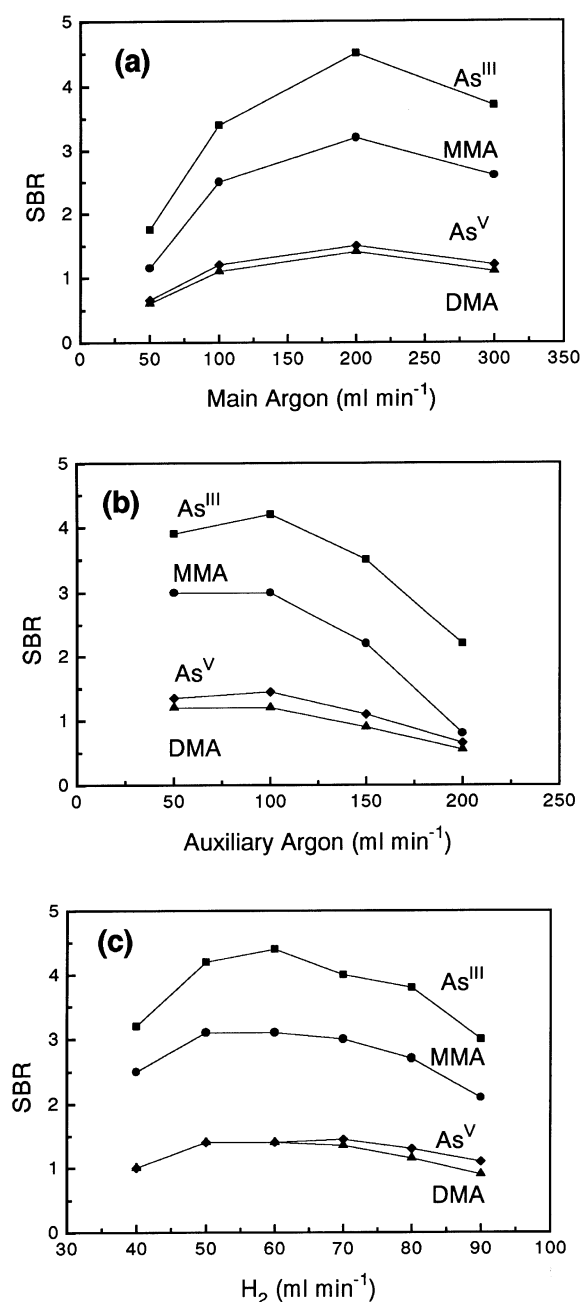 (a)
5
4
3
2
1
0
SBR
As^III
MMA
As^V
DMA
0 50 100 150 200 250 300 350
Main Argon (ml min^-1)
(b)
5
4
3
2
1
0
SBR
As^III
MMA
As^V
DMA
0 50 100 150 200 250
Auxiliary Argon (ml min^-1)
(c)
5
4
3
2
1
0
SBR
As^III
MMA
As^V
DMA
30 40 50 60 70 80 90 100
H_2 (ml min^-1)